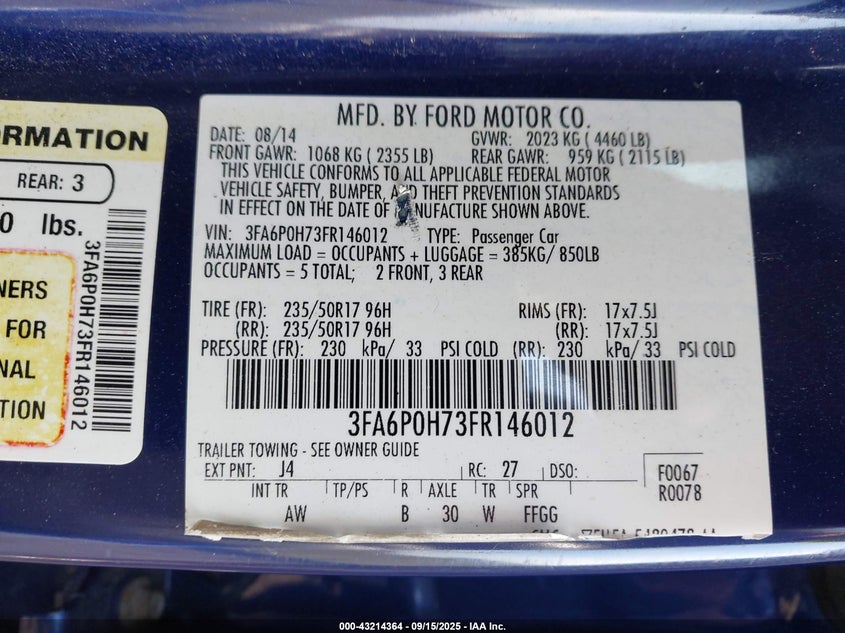 RMATION
REAR: 3
0 lbs.
NERS
FOR
NAL
TION
3FA6P0H73FR146012
MFD. BY FORD MOTOR CO.
DATE: 08/14 GVWR: 2023 KG ( 4460 LB)
FRONT GAWR: 1068 KG ( 2355 LB) REAR GAWR: 959 KG ( 2115 LB)
THIS VEHICLE CONFORMS TO ALL APPLICABLE FEDERAL MOTOR
VEHICLE SAFETY, BUMPER, AND THEFT PREVENTION STANDARDS
IN EFFECT ON THE DATE OF MANUFACTURE SHOWN ABOVE.
VIN: 3FA6P0H73FR146012 TYPE: Passenger Car
MAXIMUM LOAD = OCCUPANTS + LUGGAGE = 385KG/ 850LB
OCCUPANTS = 5 TOTAL; 2 FRONT, 3 REAR
TIRE (FR): 235/50R17 96H RIMS (FR): 17x7.5J
(RR): 235/50R17 96H (RR): 17x7.5J
PRESSURE (FR): 230 kPa/ 33 PSI COLD (RR): 230 kPa/ 33 PSI COLD
3FA6P0H73FR146012
TRAILER TOWING - SEE OWNER GUIDE
EXT PNT: J4 RC: 27 DSO: F0067
R0078
INT TR TP/PS R AXLE TR SPR
AW B 30 W FFGG
000-43214364 - 09/15/2025 - IAA Inc.